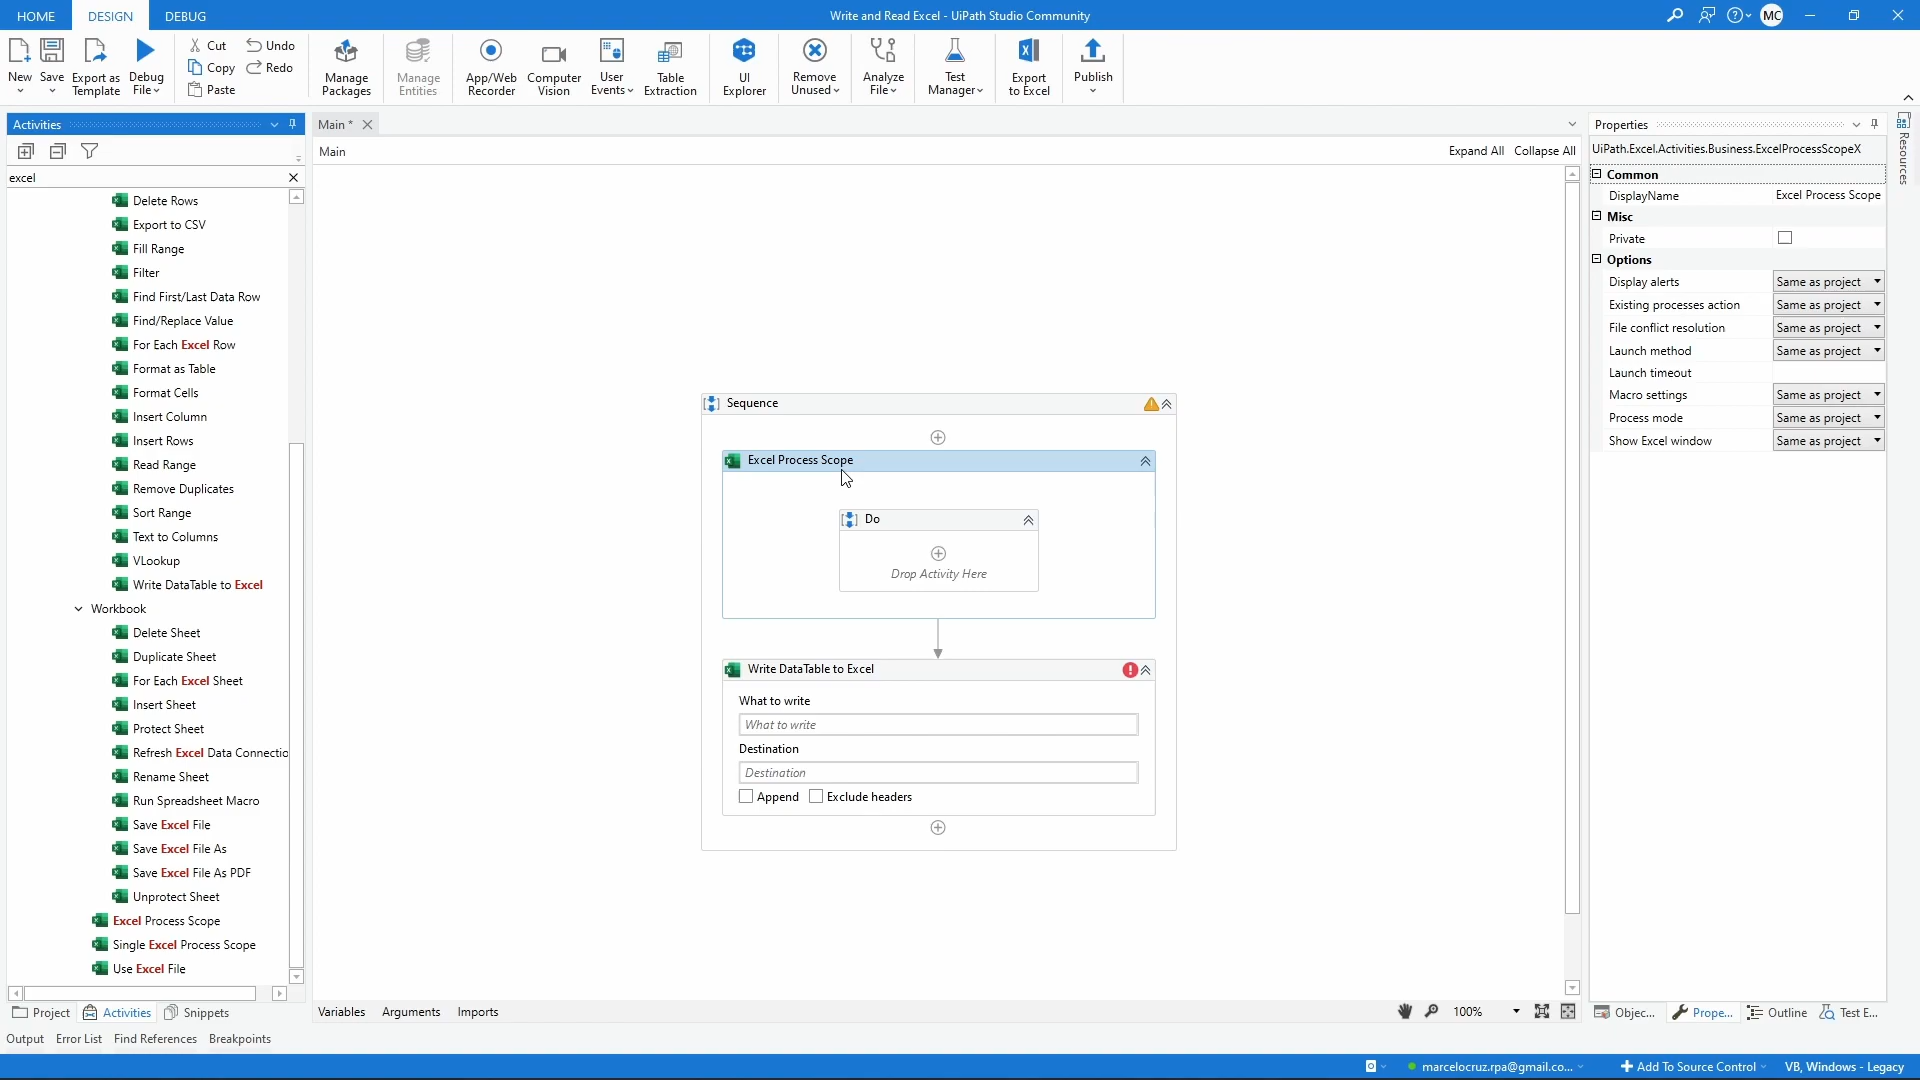 HOME DESIGN DEBUG Write and Read Excel - UiPath Studio Community MC
New
Save
Export as Template
Debug File
Cut
Copy
Paste
Undo
Redo
Manage Packages
Manage Entities
App/Web Recorder
Computer Vision
User Events
Table Extraction
UI Explorer
Remove Unused
Analyze File
Test Manager
Export to Excel
Publish
Activities
excel
Delete Rows
Export to CSV
Fill Range
Filter
Find First/Last Data Row
Find/Replace Value
For Each Excel Row
Format as Table
Format Cells
Insert Column
Insert Rows
Read Range
Remove Duplicates
Sort Range
Text to Columns
VLookup
Write DataTable to Excel
Workbook
Delete Sheet
Duplicate Sheet
For Each Excel Sheet
Insert Sheet
Protect Sheet
Refresh Excel Data Connectio
Rename Sheet
Run Spreadsheet Macro
Save Excel File
Save Excel File As
Save Excel File As PDF
Unprotect Sheet
Excel Process Scope
Single Excel Process Scope
Use Excel File
Project Activities Snippets
Main *
Main Expand All Collapse All
Sequence
Excel Process Scope
Do
Drop Activity Here
Write DataTable to Excel
What to write
What to write
Destination
Destination
Append Exclude headers
Variables Arguments Imports 100%
Properties
UiPath.Excel.Activities.Business.ExcelProcessScopeX
Common
DisplayName Excel Process Scope
Misc
Private
Options
Display alerts Same as project
Existing processes action Same as project
File conflict resolution Same as project
Launch method Same as project
Launch timeout
Macro settings Same as project
Process mode Same as project
Show Excel window Same as project
Resources
Objec... Prope... Outline Test E...
Output Error List Find References Breakpoints
marcelocruz.rpa@gmail.co... Add To Source Control VB, Windows - Legacy